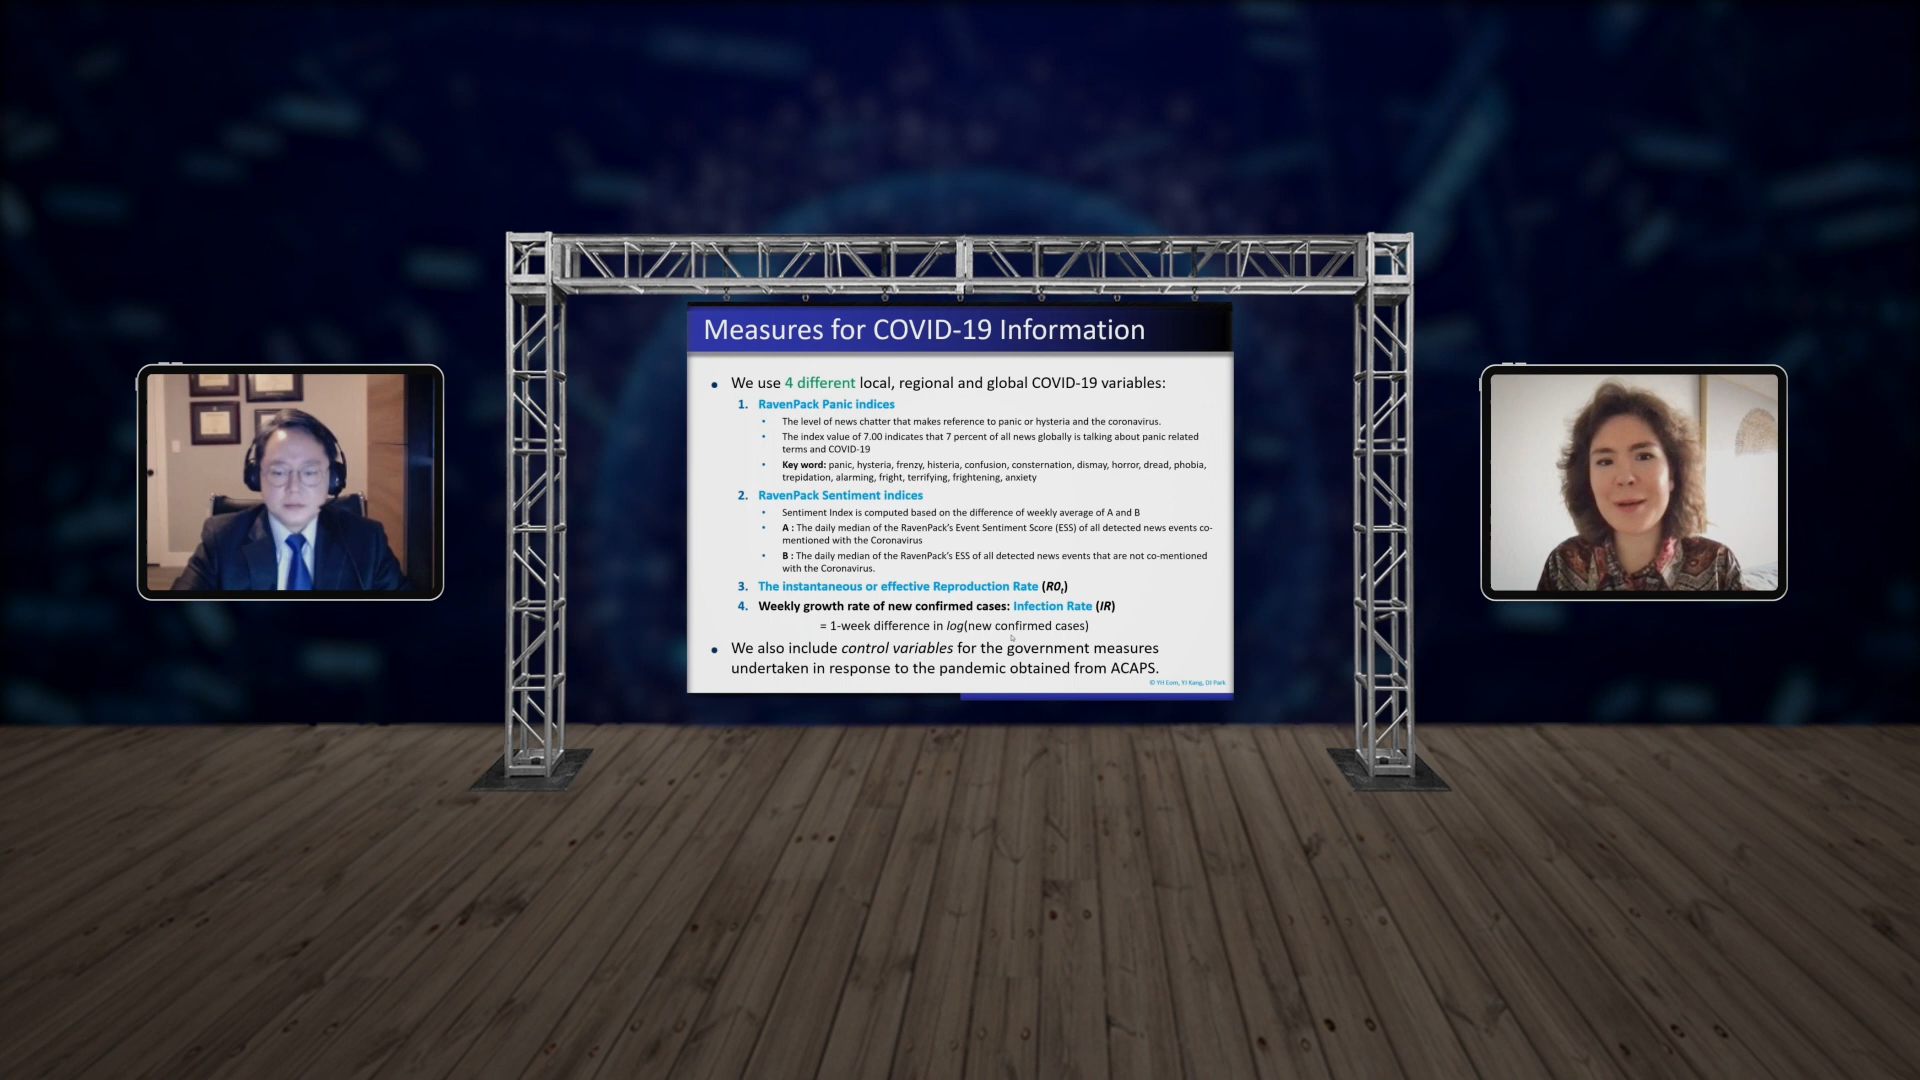 Measures for COVID-19 Information
• We use 4 different local, regional and global COVID-19 variables:
1. RavenPack Panic indices
• The level of news chatter that makes reference to panic or hysteria and the coronavirus.
• The index value of 7.00 indicates that 7 percent of all news globally is talking about panic related
terms and COVID-19
• Key word: panic, hysteria, frenzy, histeria, confusion, consternation, dismay, horror, dread, phobia,
trepidation, alarming, fright, terrifying, frightening, anxiety
2. RavenPack Sentiment indices
• Sentiment Index is computed based on the difference of weekly average of A and B
• A : The daily median of the RavenPack's Event Sentiment Score (ESS) of all detected news events co-
mentioned with the Coronavirus
• B : The daily median of the RavenPack's ESS of all detected news events that are not co-mentioned
with the Coronavirus.
3. The instantaneous or effective Reproduction Rate (R0t)
4. Weekly growth rate of new confirmed cases: Infection Rate (IR)
= 1-week difference in log(new confirmed cases)
• We also include control variables for the government measures
undertaken in response to the pandemic obtained from ACAPS.
© YH Eom, YJ Kang, DJ Park